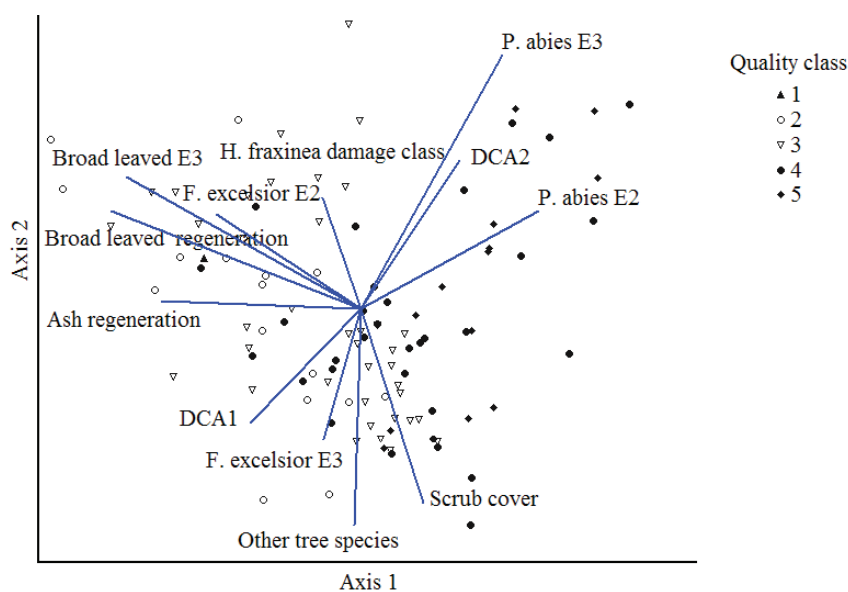 P. abies E3
Quality class
1
2
3
4
5
Broad leaved E3
H. fraxinea damage class
DCA2
F. excelsior E2
P. abies E2
Broad leaved regeneration
Axis 2
Ash regeneration
DCA1
F. excelsior E3
Scrub cover
Other tree species
Axis 1